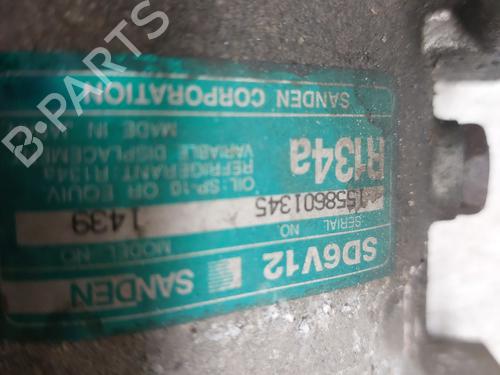 SD6V12 SANDEN
SERIAL NO. MODEL NO.
1558601345 1439
OIL: SP-10 OR EQUIV.
REFRIGERANT: R134a
VARIABLE DISPLACEM
MADE IN
R134a
SANDEN CORPORATION
B-PARTS